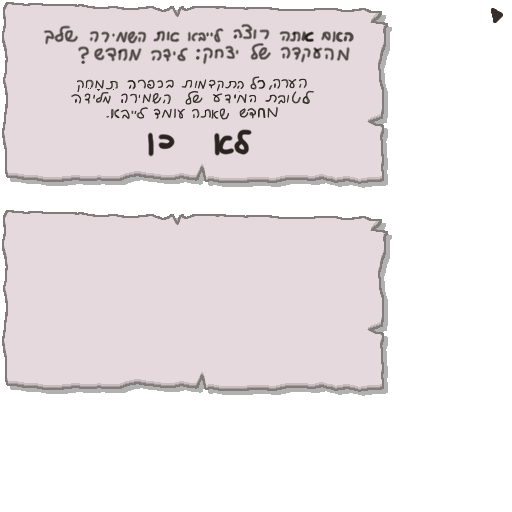 האם אתה רוצה לייבא את השמירה שלך
מהעקדה של יצחק: לידה מחדש?
הערה, כל התקדמות בכפרה תמחק
לטובת המידע של השמירה מלידה
מחדש שאתה עומד לייבא.
לא כן